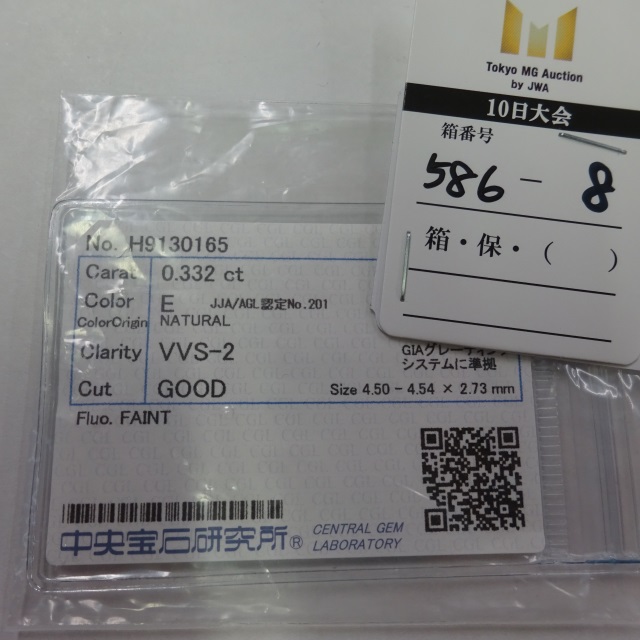 Tokyo MG Auction
by JWA
10日大会
箱番号
586 - 8
箱・保・( )
No. H9130165
Carat 0.332 ct
Color E JJA/AGL認定No.201
ColorOrigin NATURAL
GIAグレーディング
Clarity VVS-2 システムに準拠
Cut GOOD Size 4.50 - 4.54 × 2.73 mm
Fluo. FAINT
中央宝石研究所® CENTRAL GEM
LABORATORY